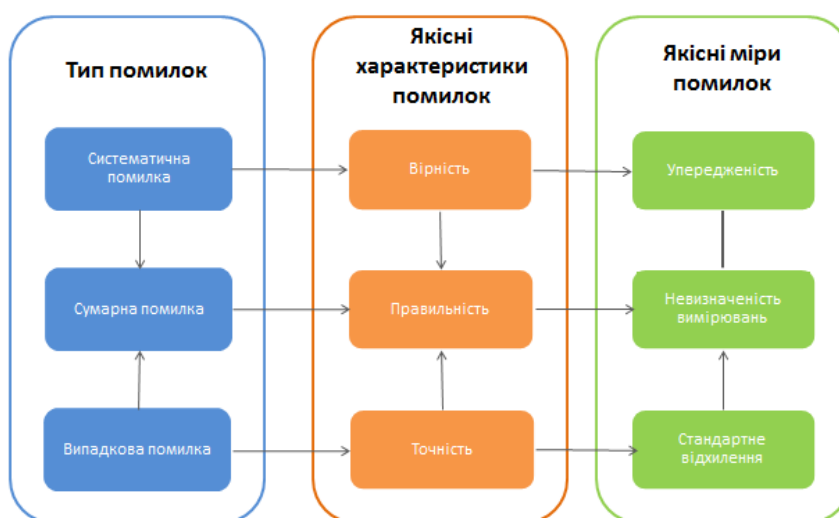 Тип помилок
Якісні
характеристики
помилок
Якісні міри
помилок
Систематична
помилка
Вірність
Упередженість
Сумарна помилка
Правильність
Невизначеність
вимірювань
Випадкова помилка
Точність
Стандартне
відхилення